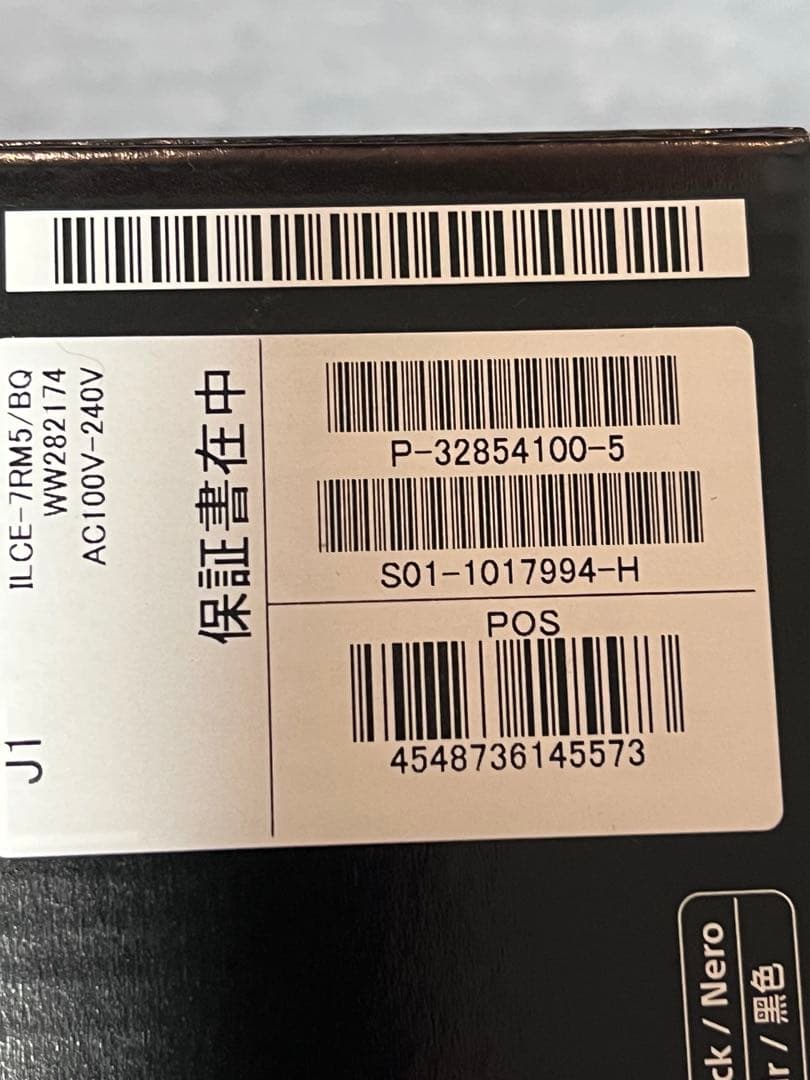 ILCE-7RM5/BQ
WW282174
AC100V-240V
保証書在中
J1
P-32854100-5
S01-1017994-H
POS
4548736145573
/ Nero
/ 黑色